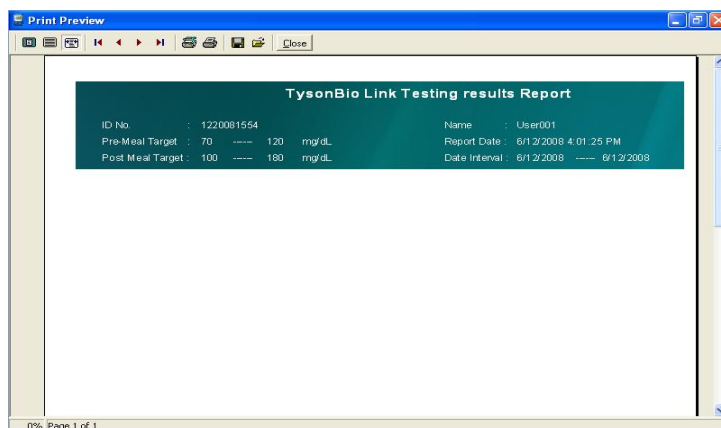 Print Preview
Close
TysonBio Link Testing results Report
ID No. : 1220081554 Name : User001
Pre-Meal Target : 70 ---- 120 mg/dL Report Date : 6/12/2008 4:01:25 PM
Post Meal Target : 100 ---- 180 mg/dL Date Interval : 6/12/2008 ---- 6/12/2008
0% Page 1 of 1